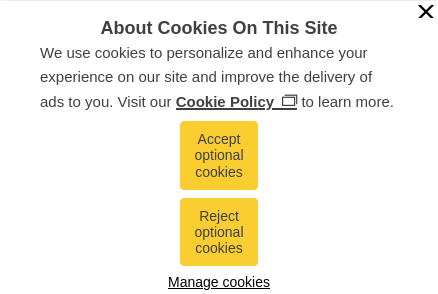 About Cookies On This Site
We use cookies to personalize and enhance your
experience on our site and improve the delivery of
ads to you. Visit our Cookie Policy to learn more.
Accept
optional
cookies
Reject
optional
cookies
Manage cookies